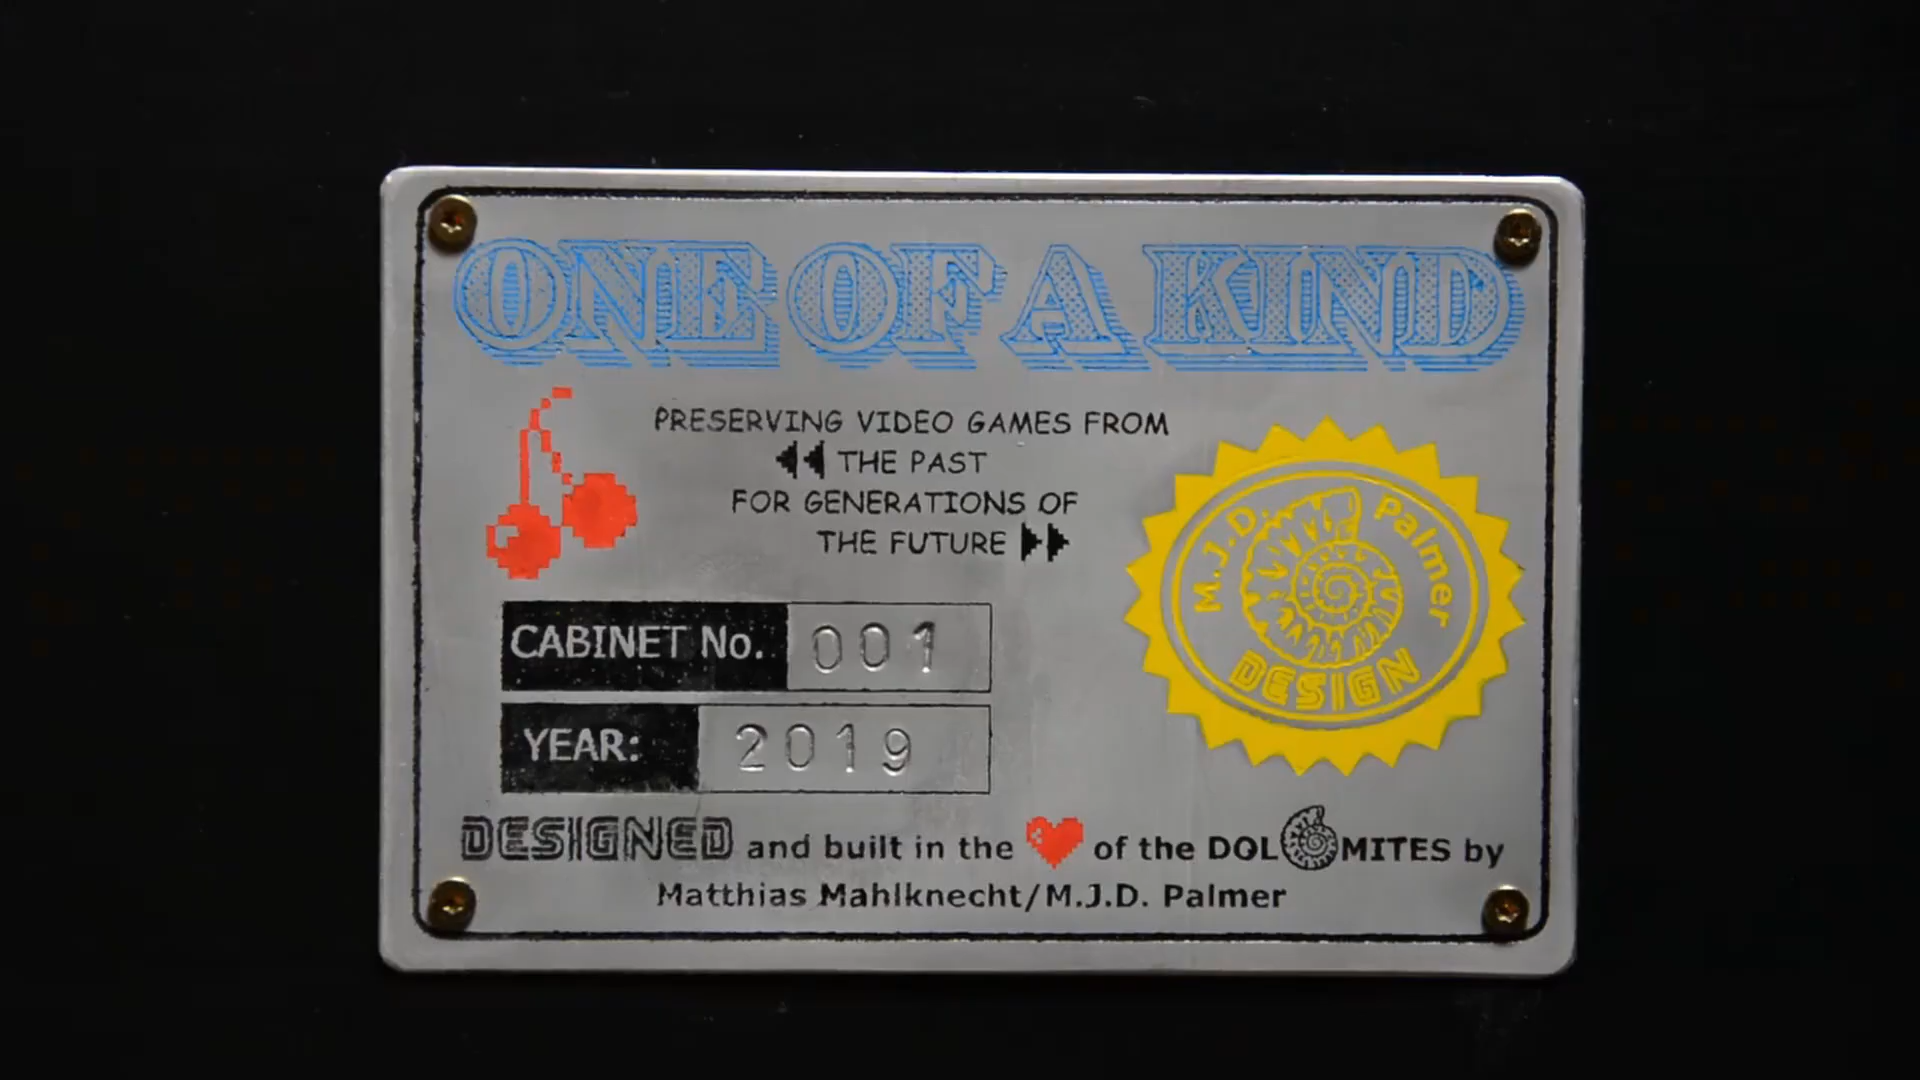 ONE OF A KIND
PRESERVING VIDEO GAMES FROM
THE PAST
FOR GENERATIONS OF
THE FUTURE
M.J.D. Palmer
DESIGN
CABINET No. 001
YEAR: 2019
DESIGNED and built in the of the DOL MITES by
Matthias Mahlknecht/M.J.D. Palmer